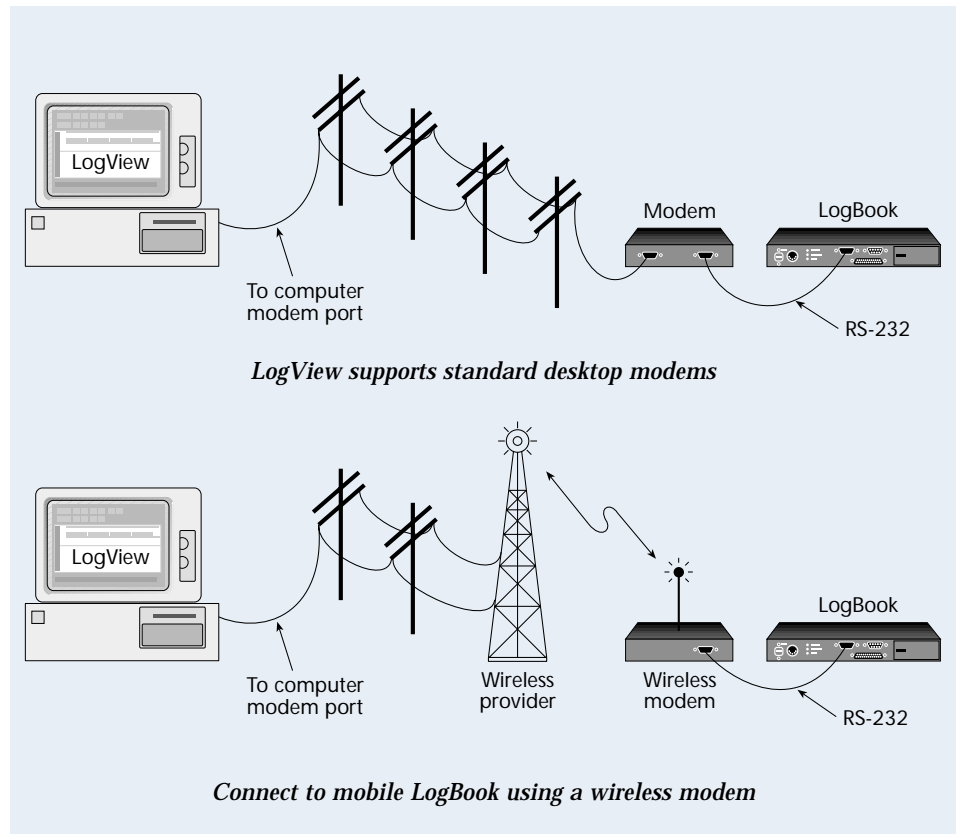 LogView
Modem
LogBook
To computer
modem port
RS-232
LogView supports standard desktop modems
LogView
LogBook
To computer
modem port
Wireless
provider
Wireless
modem
RS-232
Connect to mobile LogBook using a wireless modem